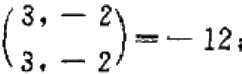 (3, − 2
3, − 2) = − 12;